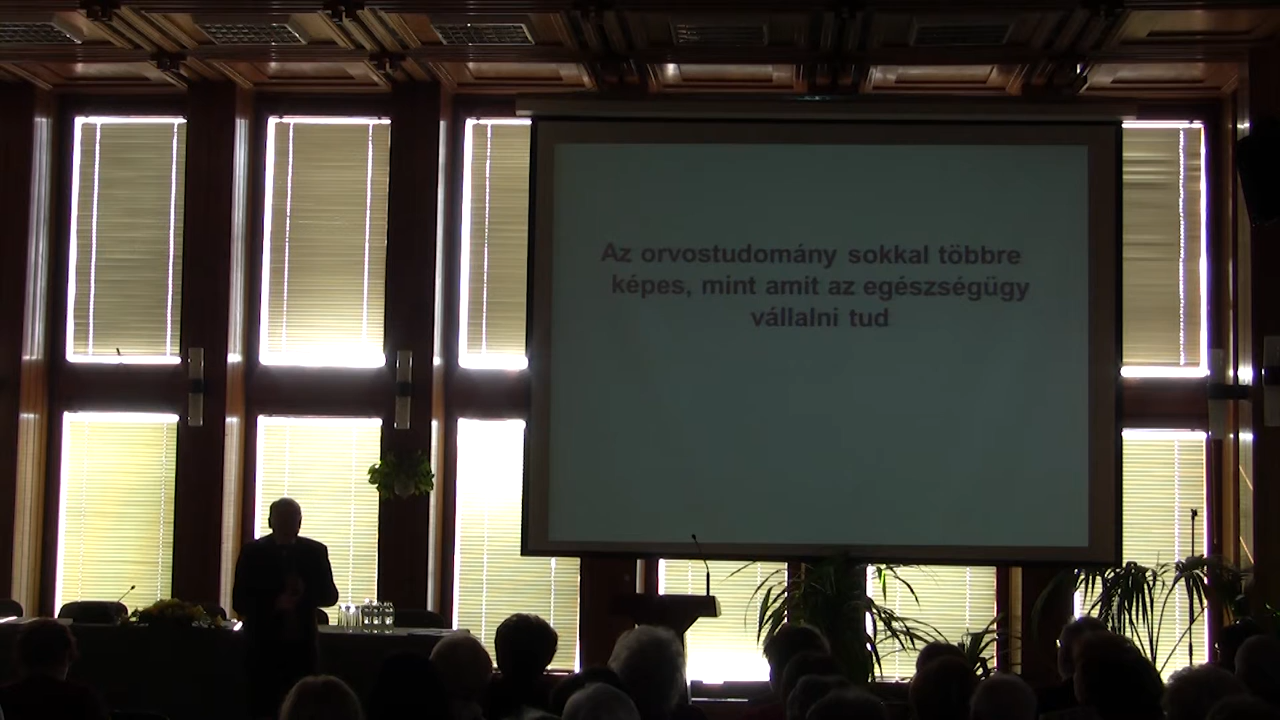 Az orvostudomány sokkal többre
képes, mint amit az egészségügy
vállalni tud